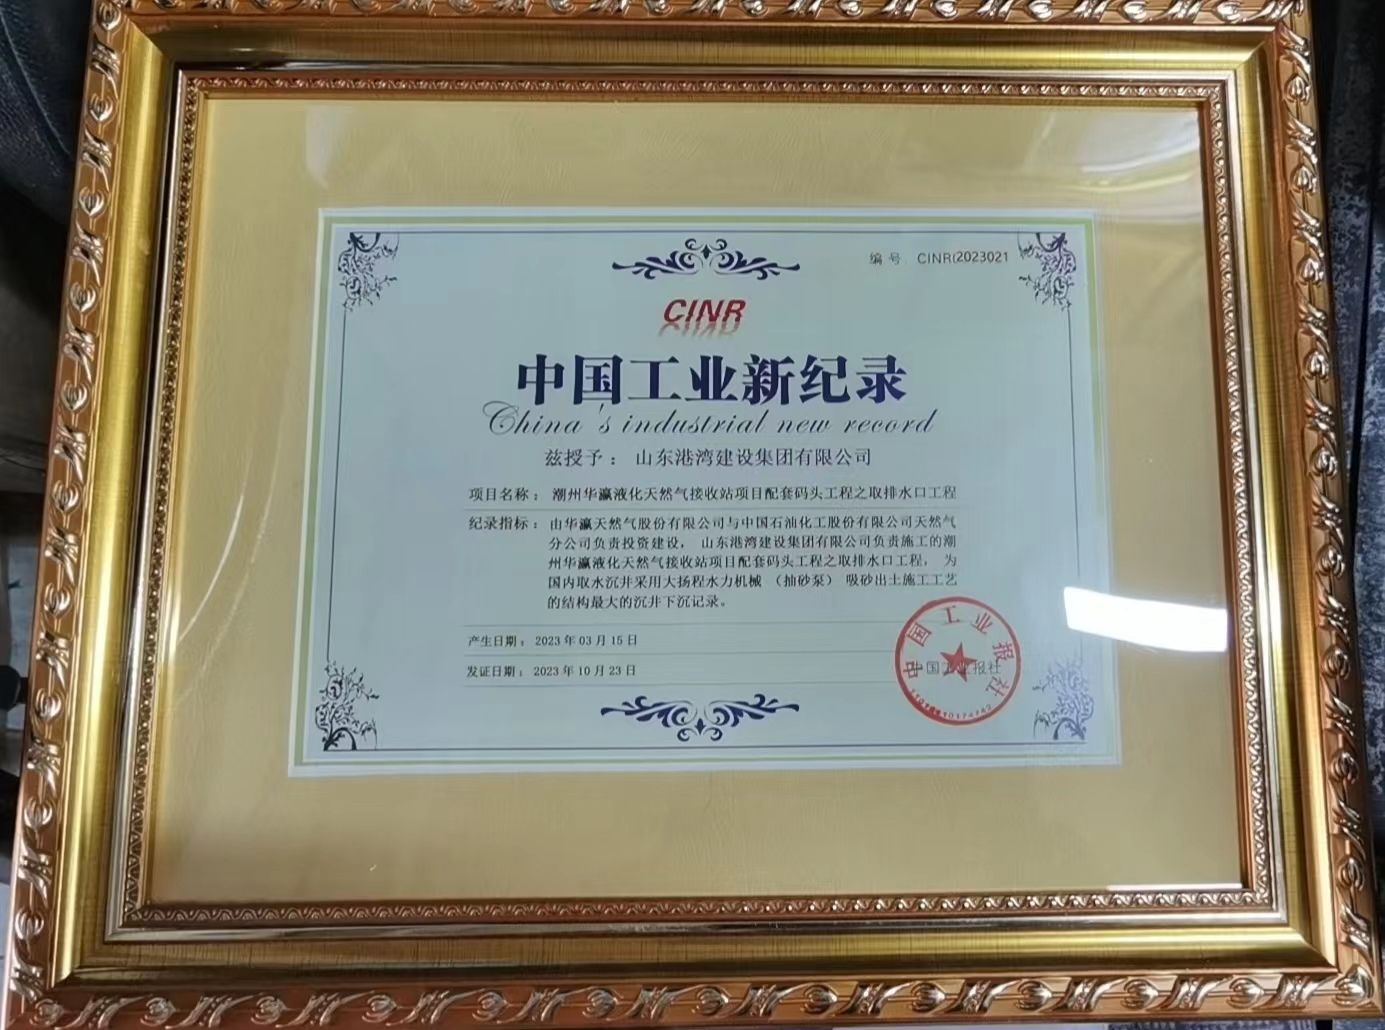 编 号 CINR(2023021
CINR
中国工业新纪录
China's industrial new record
兹授予： 山东港湾建设集团有限公司
项目名称： 潮州华瀛液化天然气接收站项目配套码头工程之取排水口工程
纪录指标： 由华瀛天然气股份有限公司与中国石油化工股份有限公司天然气
分公司负责投资建设， 山东港湾建设集团有限公司负责施工的潮
州华瀛液化天然气接收站项目配套码头工程之取排水口工程， 为
国内取水沉井采用大扬程水力机械 （抽砂泵） 吸砂出土施工工艺
的结构最大的沉井下沉记录。
产生日期： 2023 年 03 月 15 日
发证日期： 2023 年 10 月 23 日
中国工业报社
中国工业报社